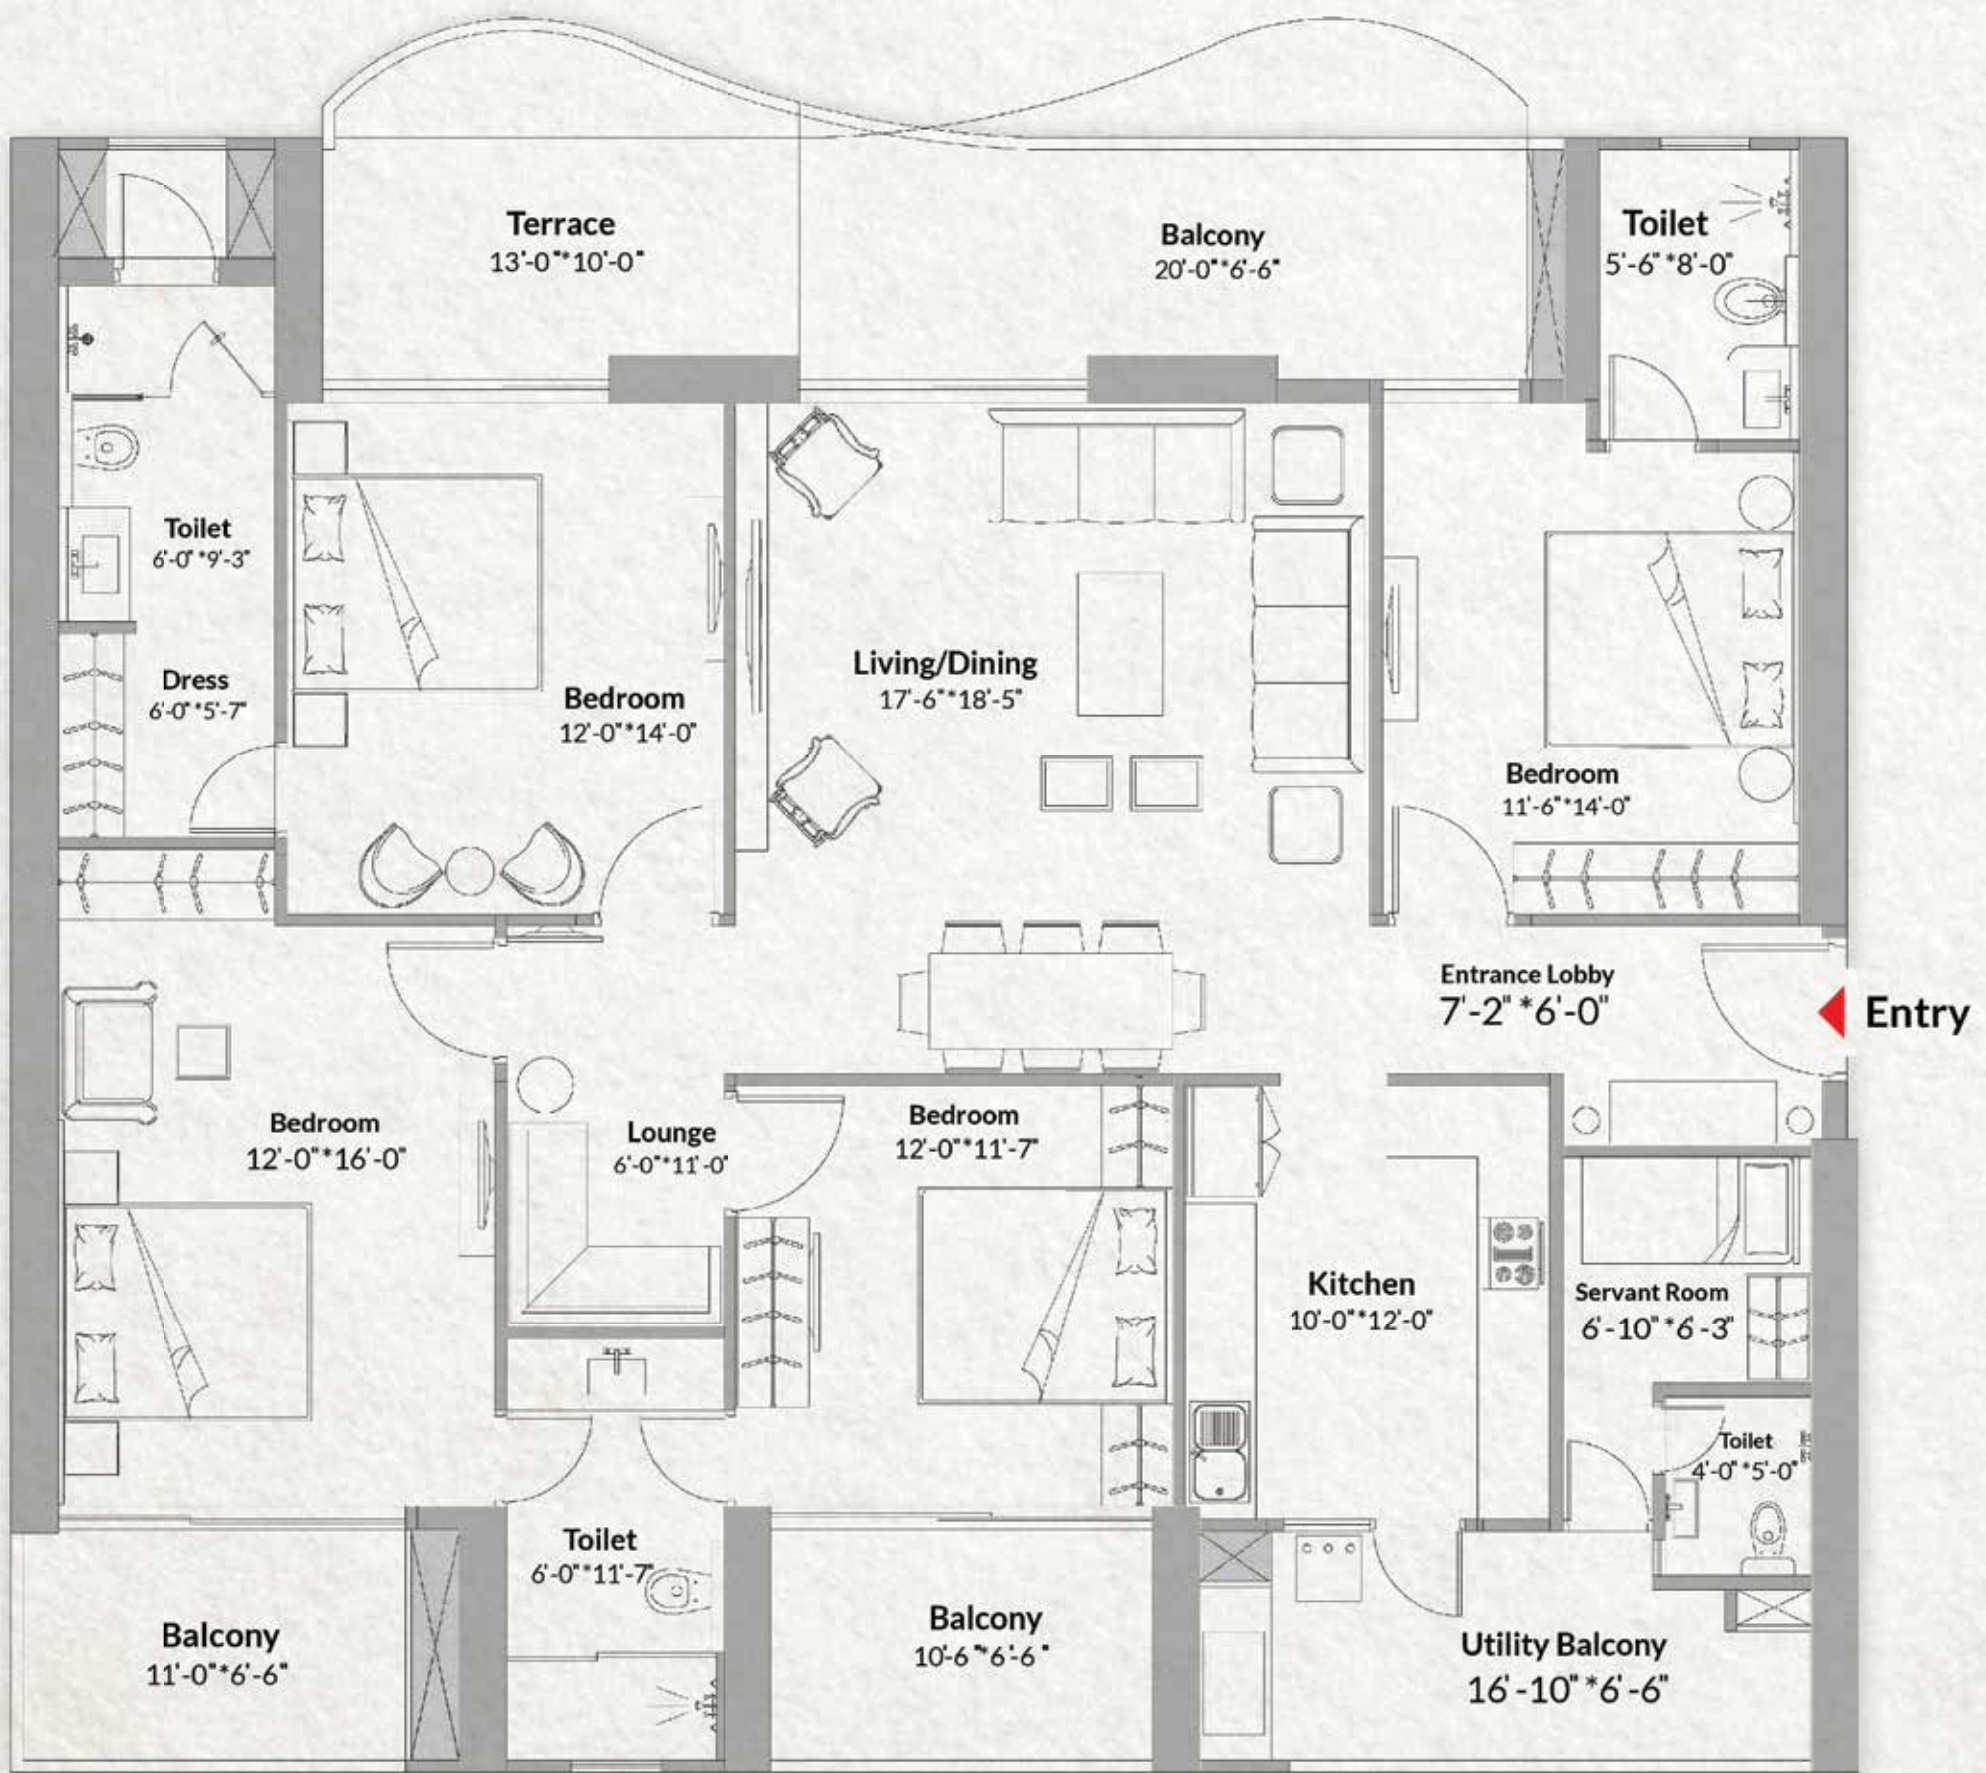 Terrace
13'-0"*10'-0"
Balcony
20'-0"*6'-6"
Toilet
5'-6"*8'-0"
Toilet
6'-0"*9'-3"
Dress
6'-0"*5'-7"
Bedroom
12'-0"*14'-0"
Living/Dining
17'-6"*18'-5"
Bedroom
11'-6"*14'-0"
Entrance Lobby
7'-2"*6'-0"
Entry
Bedroom
12'-0"*16'-0"
Lounge
6'-0"*11'-0"
Bedroom
12'-0"*11'-7"
Kitchen
10'-0"*12'-0"
Servant Room
6'-10"*6'-3"
Toilet
4'-0"*5'-0"
Toilet
6'-0"*11'-7"
Balcony
11'-0"*6'-6"
Balcony
10'-6"*6'-6"
Utility Balcony
16'-10"*6'-6"